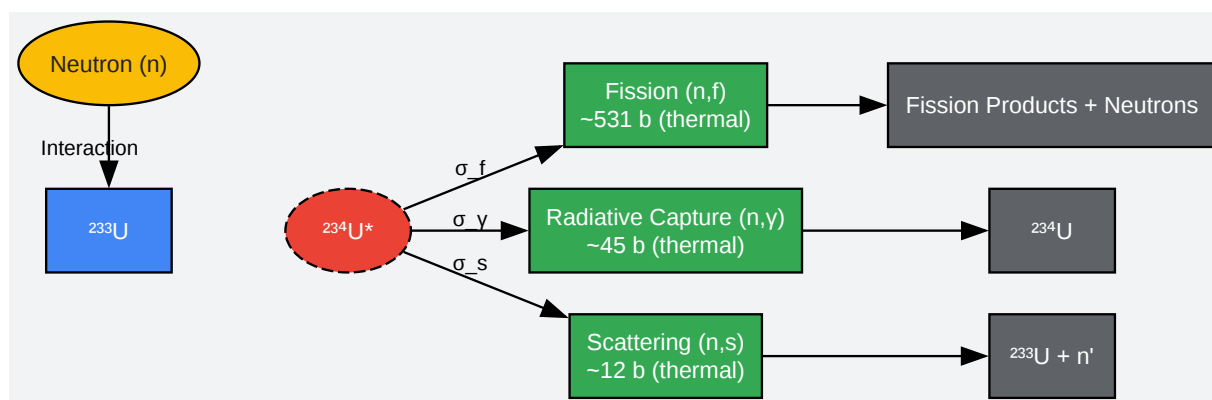 Neutron (n)
Interaction
²³³U
²³⁴U*
σ_f
σ_γ
σ_s
Fission (n,f)
~531 b (thermal)
Radiative Capture (n,γ)
~45 b (thermal)
Scattering (n,s)
~12 b (thermal)
Fission Products + Neutrons
²³⁴U
²³³U + n'